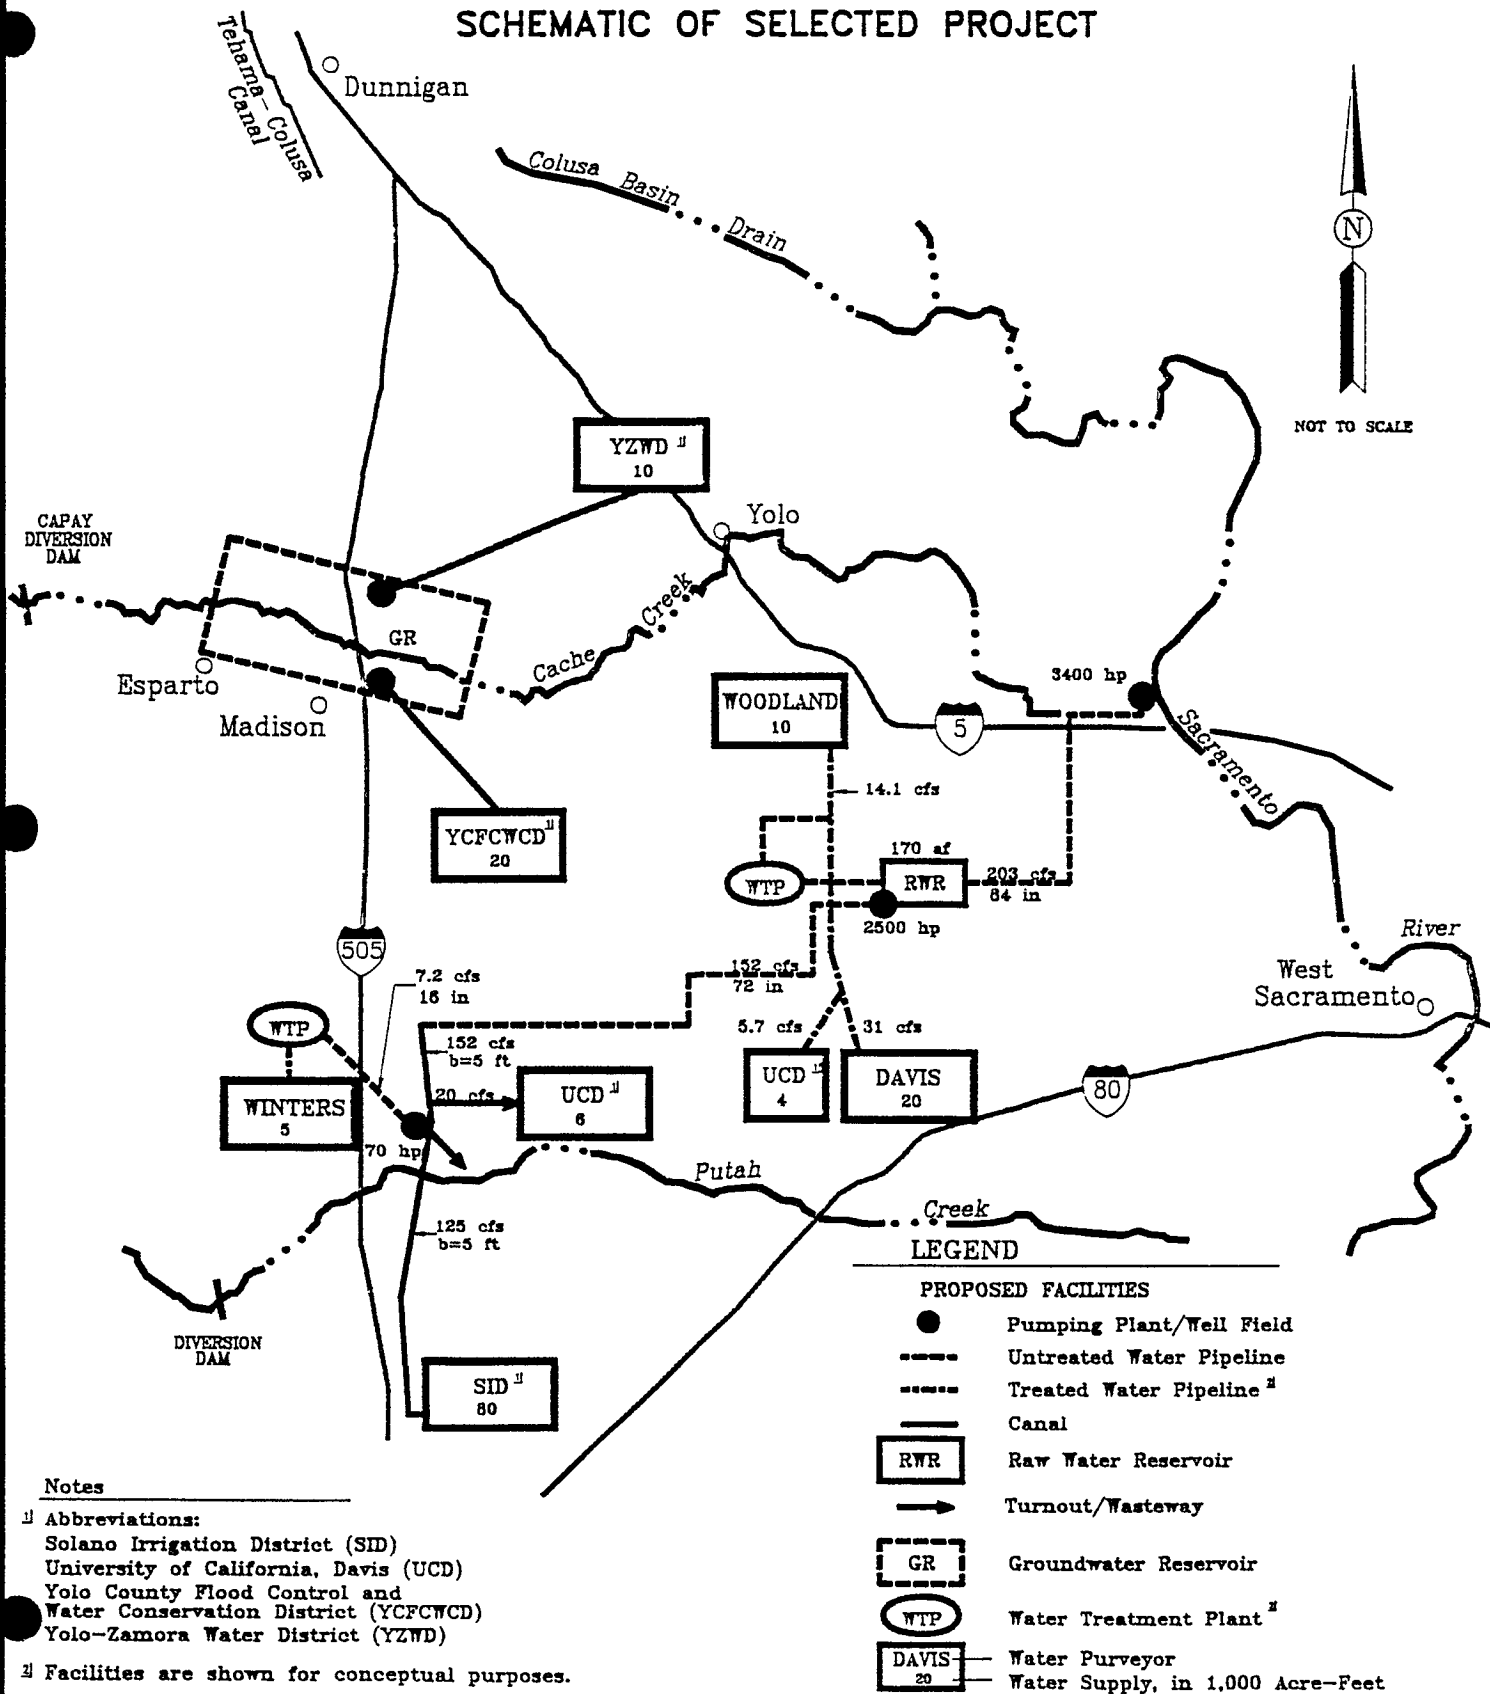 SCHEMATIC OF SELECTED PROJECT
Tehama-Colusa
Canal
Dunnigan
Colusa Basin Drain
N
NOT TO SCALE
YZWD 1/
10
CAPAY
DIVERSION
DAM
Yolo
Cache Creek
GR
Esparto
Madison
3400 hp
WOODLAND
10
5
Sacramento
14.1 cfs
YCFCWCD 1/
20
170 af
WTP
RWR
203 cfs
84 in
2500 hp
505
River
7.2 cfs
16 in
152 cfs
72 in
West
Sacramento
WTP
5.7 cfs
31 cfs
152 cfs
b=5 ft
UCD 1/
4
DAVIS
20
80
20 cfs
UCD 1/
6
WINTERS
5
70 hp
Putah
Creek
125 cfs
b=5 ft
DIVERSION
DAM
SID 1/
80
LEGEND
PROPOSED FACILITIES
Pumping Plant/Well Field
Untreated Water Pipeline
Treated Water Pipeline 2/
Canal
RWR Raw Water Reservoir
Turnout/Wasteway
GR Groundwater Reservoir
WTP Water Treatment Plant 2/
DAVIS Water Purveyor
20 Water Supply, in 1,000 Acre-Feet
Notes
1/ Abbreviations:
Solano Irrigation District (SID)
University of California, Davis (UCD)
Yolo County Flood Control and
Water Conservation District (YCFCWCD)
Yolo-Zamora Water District (YZWD)
2/ Facilities are shown for conceptual purposes.